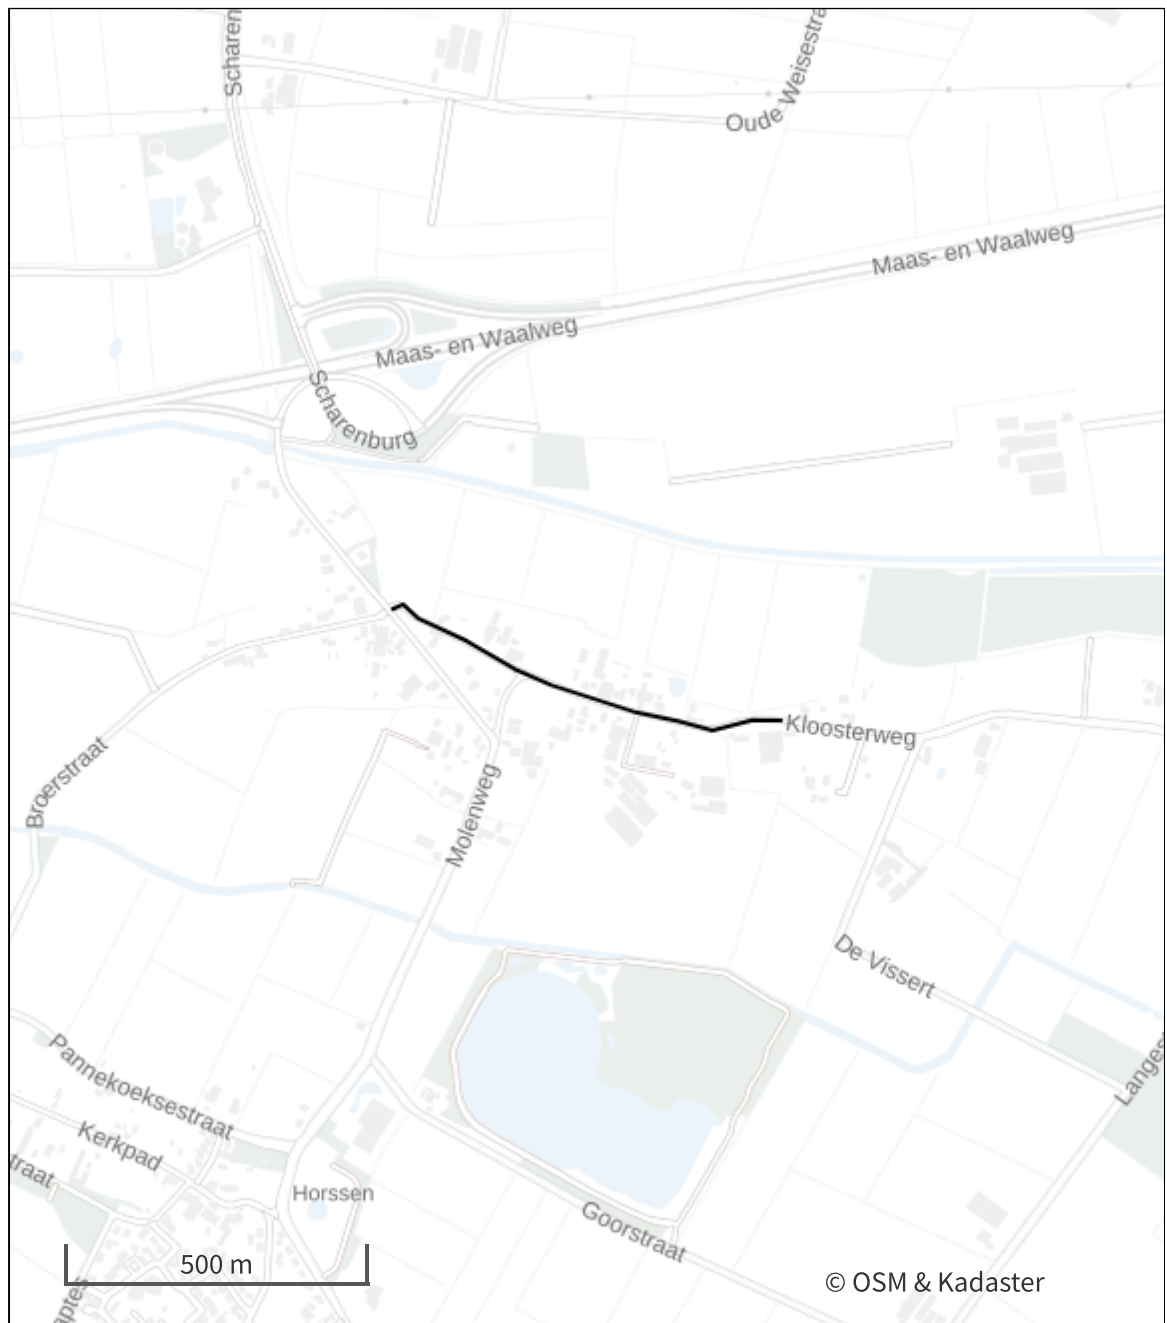 Scharen
Oude Weisestra
Maas- en Waalweg
Maas- en Waalweg
Scharenburg
Kloosterweg
Broerstraat
Molenweg
De Vissert
Pannekoeksestraat
Langes
Kerkpad
traat
Horssen
Goorstraat
500 m
© OSM & Kadaster
aptes